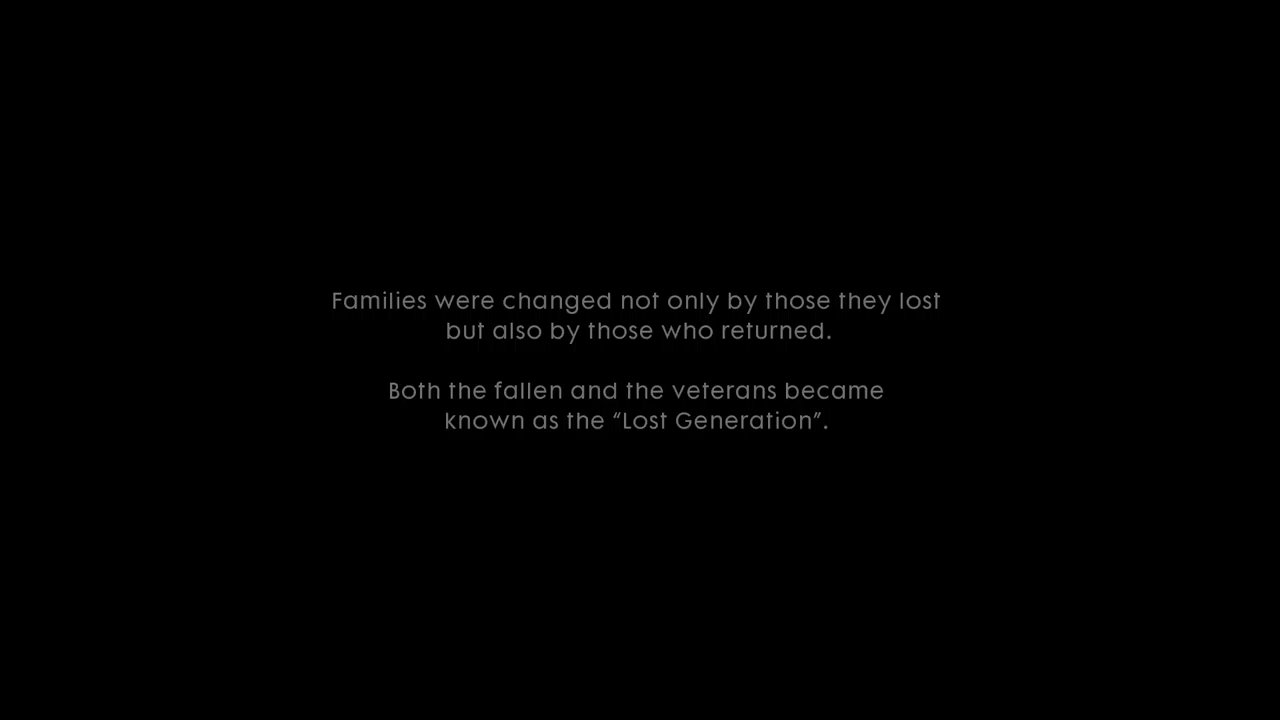 Families were changed not only by those they lost
but also by those who returned.
Both the fallen and the veterans became
known as the “Lost Generation”.